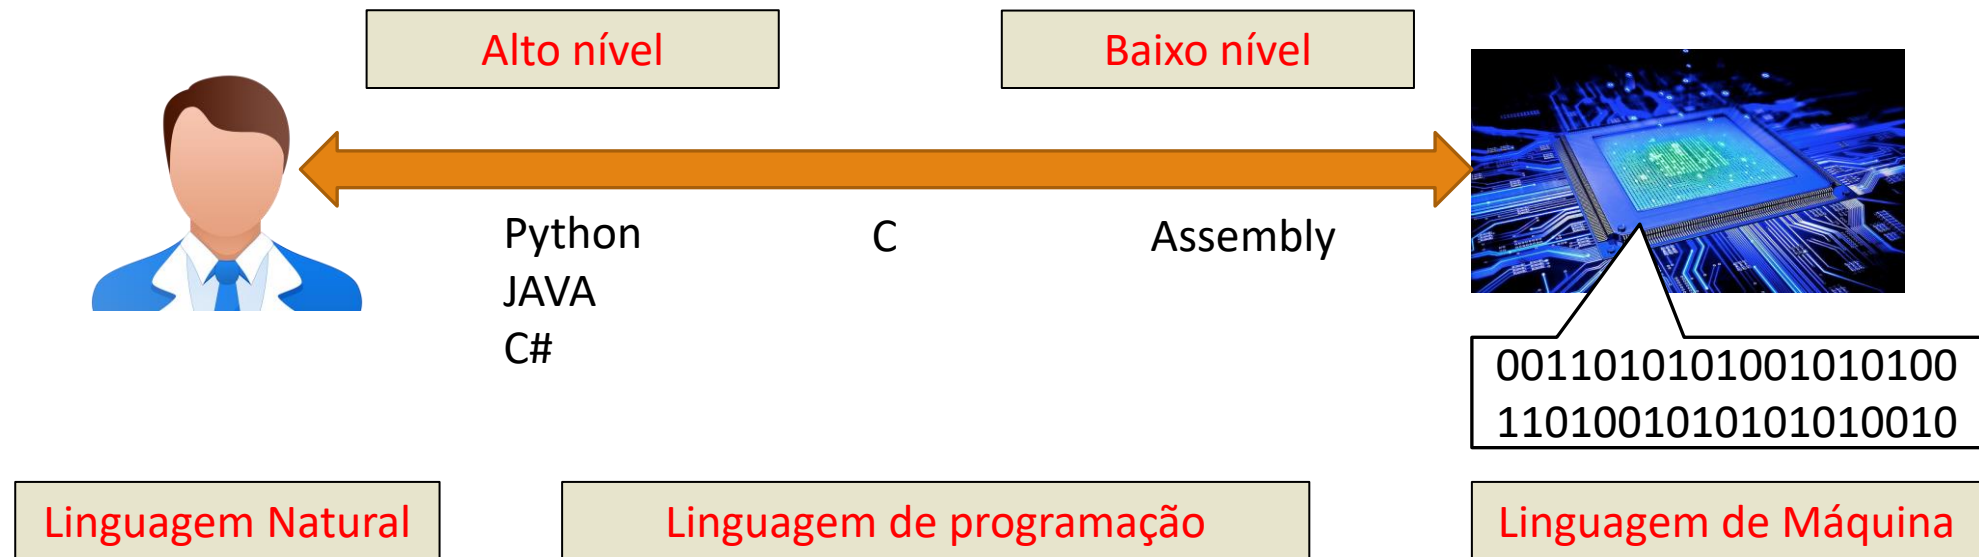 Alto nível
Baixo nível
Python
C
Assembly
JAVA
C#
0011010101001010100
1101001010101010010
Linguagem Natural
Linguagem de programação
Linguagem de Máquina